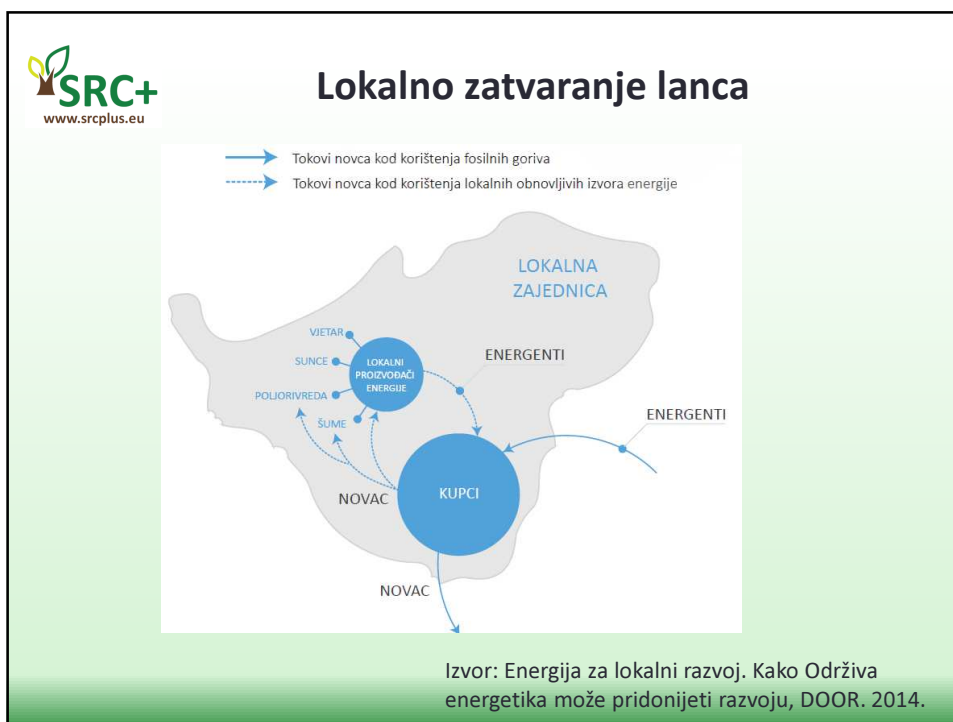 SRC+
www.srcplus.eu
Lokalno zatvaranje lanca
Tokovi novca kod korištenja fosilnih goriva
Tokovi novca kod korištenja lokalnih obnovljivih izvora energije
LOKALNA
ZAJEDNICA
VJETAR
SUNCE
POLJORIVREDA
ŠUME
LOKALNI
PROIZVOĐAČI
ENERGIJE
ENERGENTI
ENERGENTI
KUPCI
NOVAC
NOVAC
Izvor: Energija za lokalni razvoj. Kako Održiva
energetika može pridonijeti razvoju, DOOR. 2014.